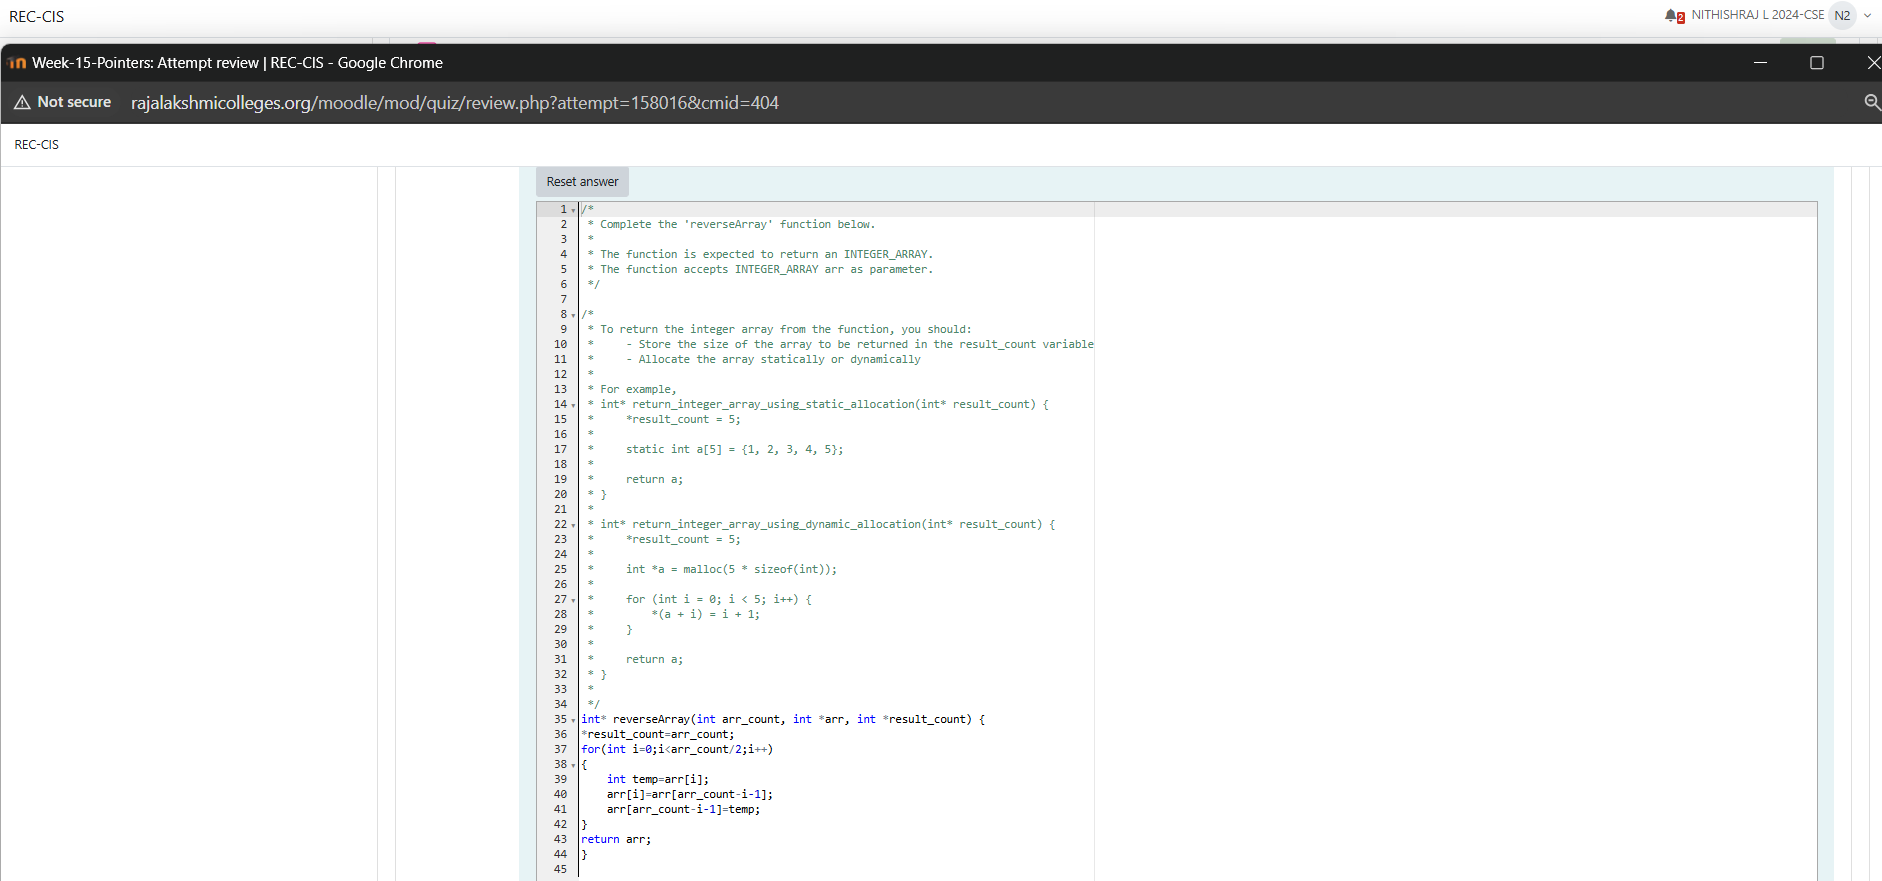 REC-CIS
2 NITHISHRAJ L 2024-CSE N2
Week-15-Pointers: Attempt review | REC-CIS - Google Chrome
Not secure rajalakshmicolleges.org/moodle/mod/quiz/review.php?attempt=158016&cmid=404
REC-CIS
Reset answer
1 /*
2 * Complete the 'reverseArray' function below.
3 *
4 * The function is expected to return an INTEGER_ARRAY.
5 * The function accepts INTEGER_ARRAY arr as parameter.
6 */
7
8 /*
9 * To return the integer array from the function, you should:
10 *     - Store the size of the array to be returned in the result_count variable
11 *     - Allocate the array statically or dynamically
12 *
13 * For example,
14 * int* return_integer_array_using_static_allocation(int* result_count) {
15 *     *result_count = 5;
16 *
17 *     static int a[5] = {1, 2, 3, 4, 5};
18 *
19 *     return a;
20 * }
21 *
22 * int* return_integer_array_using_dynamic_allocation(int* result_count) {
23 *     *result_count = 5;
24 *
25 *     int *a = malloc(5 * sizeof(int));
26 *
27 *     for (int i = 0; i < 5; i++) {
28 *         *(a + i) = i + 1;
29 *     }
30 *
31 *     return a;
32 * }
33 *
34 */
35 int* reverseArray(int arr_count, int *arr, int *result_count) {
36 *result_count=arr_count;
37 for(int i=0;i<arr_count/2;i++)
38 {
39     int temp=arr[i];
40     arr[i]=arr[arr_count-i-1];
41     arr[arr_count-i-1]=temp;
42 }
43 return arr;
44 }
45